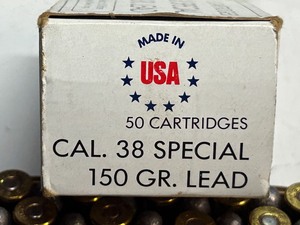 MADE IN
USA
50 CARTRIDGES
CAL. 38 SPECIAL
150 GR. LEAD